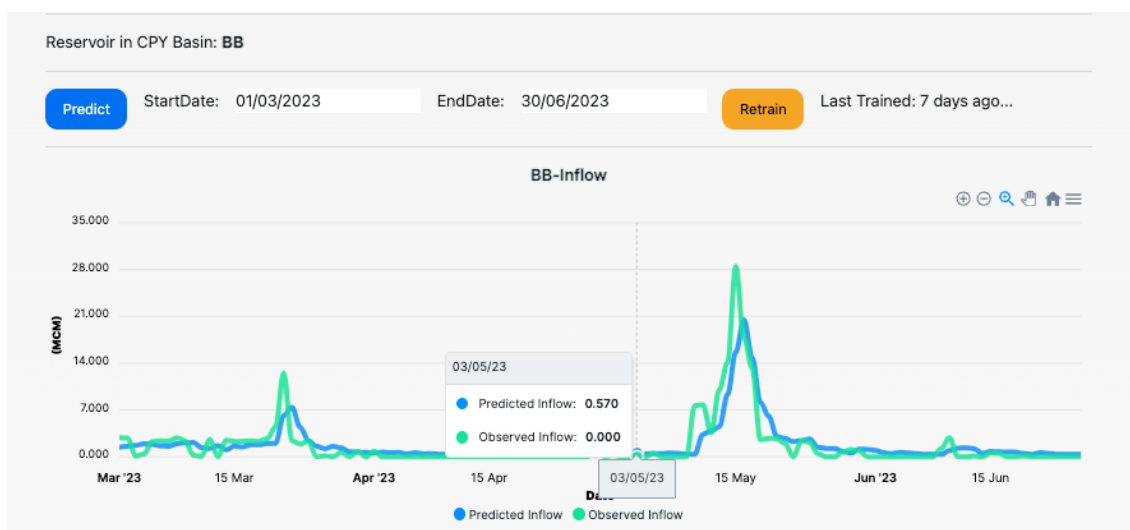 Reservoir in CPY Basin: BB
Predict StartDate: 01/03/2023 EndDate: 30/06/2023 Retrain Last Trained: 7 days ago...
BB-Inflow
35.000
28.000
21.000
14.000
7.000
0.000
(MCM)
03/05/23
Predicted Inflow: 0.570
Observed Inflow: 0.000
Mar '23 15 Mar Apr '23 15 Apr 03/05/23 15 May Jun '23 15 Jun
Date
Predicted Inflow Observed Inflow